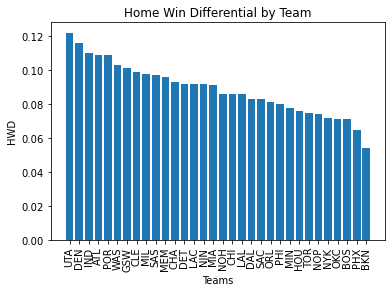 Home Win Differential by Team
HWD
0.12
0.10
0.08
0.06
0.04
0.02
0.00
UTA
DEN
IND
ATL
POR
WAS
GSW
CLE
MIL
SAS
MEM
CHA
DET
LAC
NIN
MIA
NOH
CHI
LAL
DAL
SAC
ORL
PHI
MIN
HOU
TOR
NOP
NYK
OKC
BOS
PHX
BKN
Teams